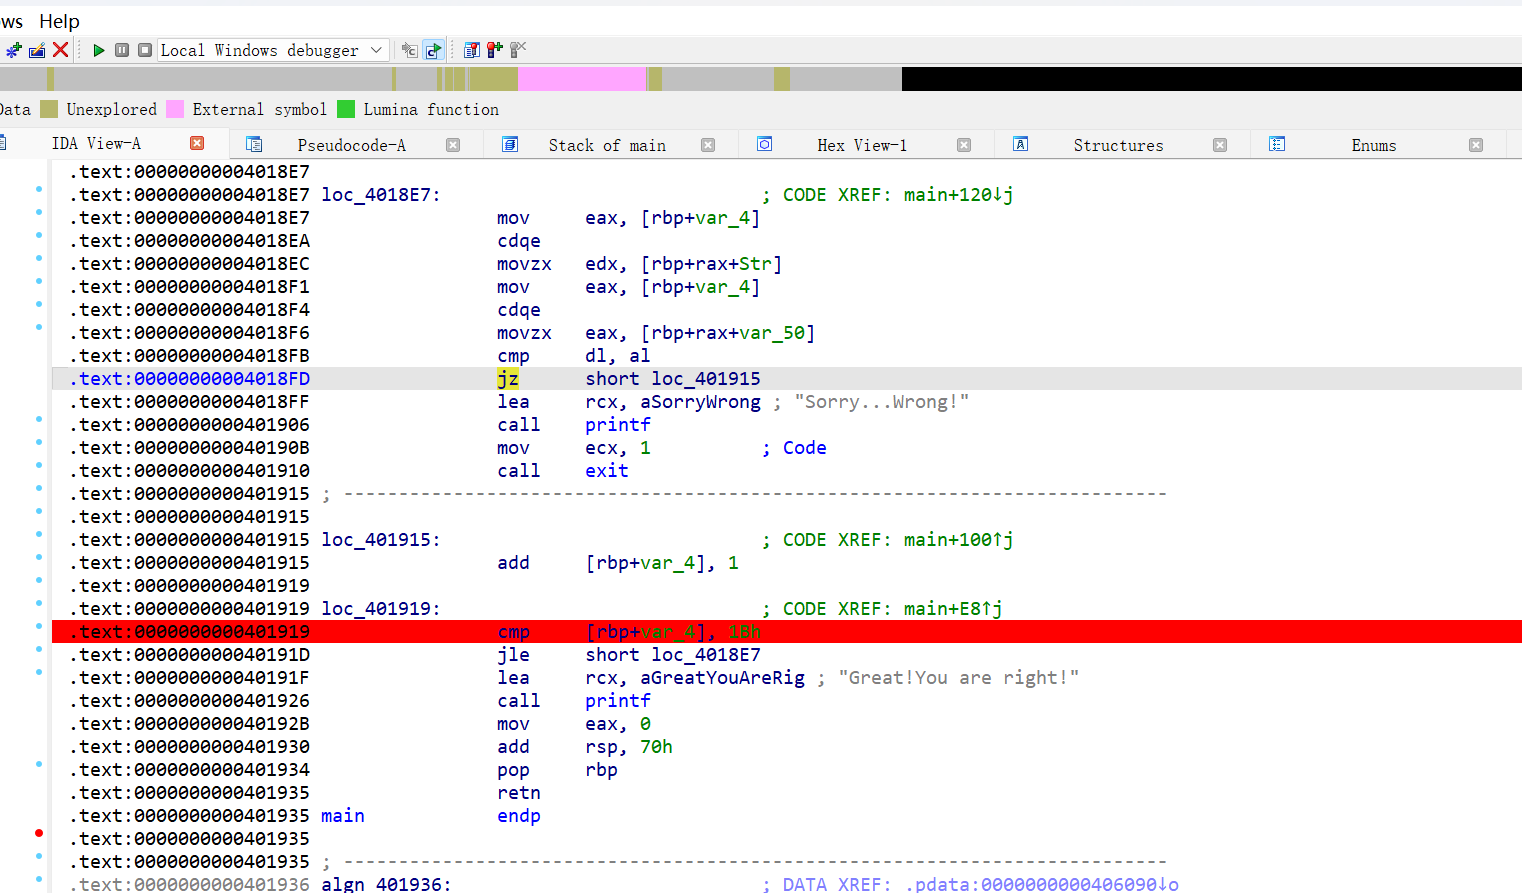 ows Help
Local Windows debugger
Data Unexplored External symbol Lumina function
IDA View-A Pseudocode-A Stack of main Hex View-1 Structures Enums
.text:00000000004018E7
.text:00000000004018E7 loc_4018E7: ; CODE XREF: main+120↓j
.text:00000000004018E7 mov eax, [rbp+var_4]
.text:00000000004018EA cdqe
.text:00000000004018EC movzx edx, [rbp+rax+Str]
.text:00000000004018F1 mov eax, [rbp+var_4]
.text:00000000004018F4 cdqe
.text:00000000004018F6 movzx eax, [rbp+rax+var_50]
.text:00000000004018FB cmp dl, al
.text:00000000004018FD jz short loc_401915
.text:00000000004018FF lea rcx, aSorryWrong ; "Sorry...Wrong!"
.text:0000000000401906 call printf
.text:000000000040190B mov ecx, 1 ; Code
.text:0000000000401910 call exit
.text:0000000000401915 ; ---------------------------------------------------------------------------
.text:0000000000401915
.text:0000000000401915 loc_401915: ; CODE XREF: main+100↑j
.text:0000000000401915 add [rbp+var_4], 1
.text:0000000000401919
.text:0000000000401919 loc_401919: ; CODE XREF: main+E8↑j
.text:0000000000401919 cmp [rbp+var_4], 1Bh
.text:000000000040191D jle short loc_4018E7
.text:000000000040191F lea rcx, aGreatYouAreRig ; "Great!You are right!"
.text:0000000000401926 call printf
.text:000000000040192B mov eax, 0
.text:0000000000401930 add rsp, 70h
.text:0000000000401934 pop rbp
.text:0000000000401935 retn
.text:0000000000401935 main endp
.text:0000000000401935
.text:0000000000401935 ; ---------------------------------------------------------------------------
.text:0000000000401936 algn_401936: ; DATA XREF: .pdata:0000000000406090↓o